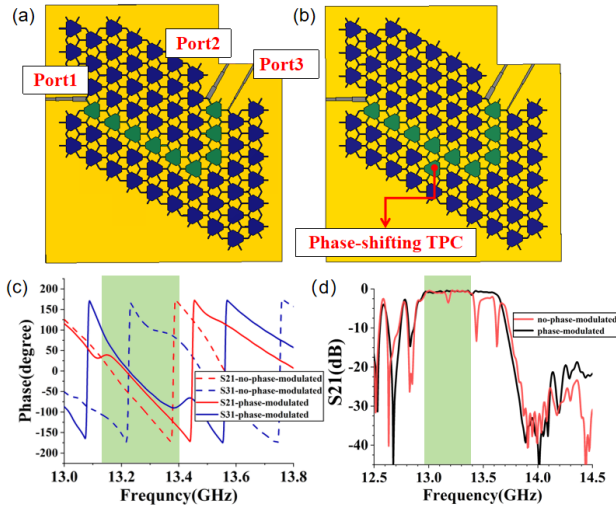 (a)
Port1
Port2
Port3
(b)
Phase-shifting TPC
(c)
Phase(degree)
200
150
100
50
0
-50
-100
-150
-200
S21-no-phase-modulated
S31-no-phase-modulated
S21-phase-modulated
S31-phase-modulated
13.0 13.2 13.4 13.6 13.8
Frequncy(GHz)
(d)
S21(dB)
0
-10
-20
-30
-40
no-phase-modulated
phase-modulated
12.5 13.0 13.5 14.0 14.5
Frequency(GHz)